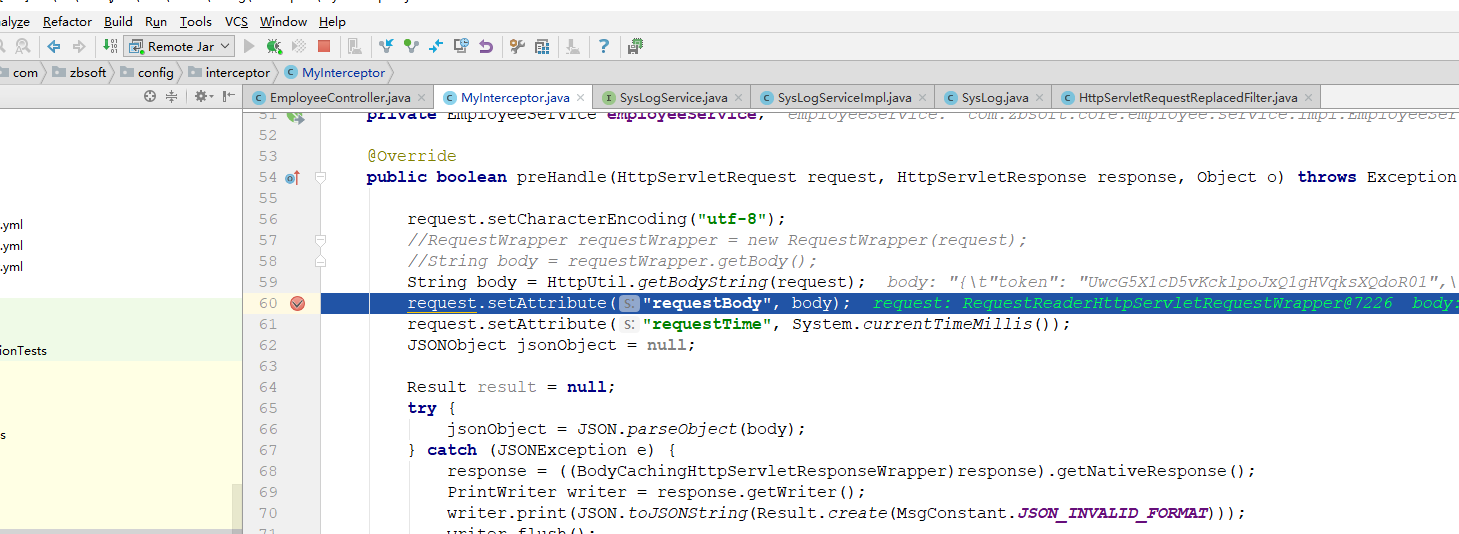 nalyze Refactor Build Run Tools VCS Window Help
Remote Jar
com zbsoft config interceptor MyInterceptor
EmployeeController.java MyInterceptor.java SysLogService.java SysLogServiceImpl.java SysLog.java HttpServletRequestReplacedFilter.java
51 private EmployeeService employeeService; employeeService: "com.zbsoft.core.employee.service.impl.EmployeeSer
52
53 @Override
54 public boolean preHandle(HttpServletRequest request, HttpServletResponse response, Object o) throws Exception
55
56 request.setCharacterEncoding("utf-8");
57 //RequestWrapper requestWrapper = new RequestWrapper(request);
58 //String body = requestWrapper.getBody();
59 String body = HttpUtil.getBodyString(request); body: "{\t"token": "UwcG5X1cD5vKcklpoJxQlgHVqksXQdoR01",\
60 request.setAttribute( s: "requestBody", body); request: RequestReaderHttpServletRequestWrapper@7226 body:
61 request.setAttribute( s: "requestTime", System.currentTimeMillis());
62 JSONObject jsonObject = null;
63
64 Result result = null;
65 try {
66 jsonObject = JSON.parseObject(body);
67 } catch (JSONException e) {
68 response = ((BodyCachingHttpServletResponseWrapper)response).getNativeResponse();
69 PrintWriter writer = response.getWriter();
70 writer.print(JSON.toJSONString(Result.create(MsgConstant.JSON_INVALID_FORMAT)));
71 writer.flush();
.yml
.yml
.yml
ionTests
s